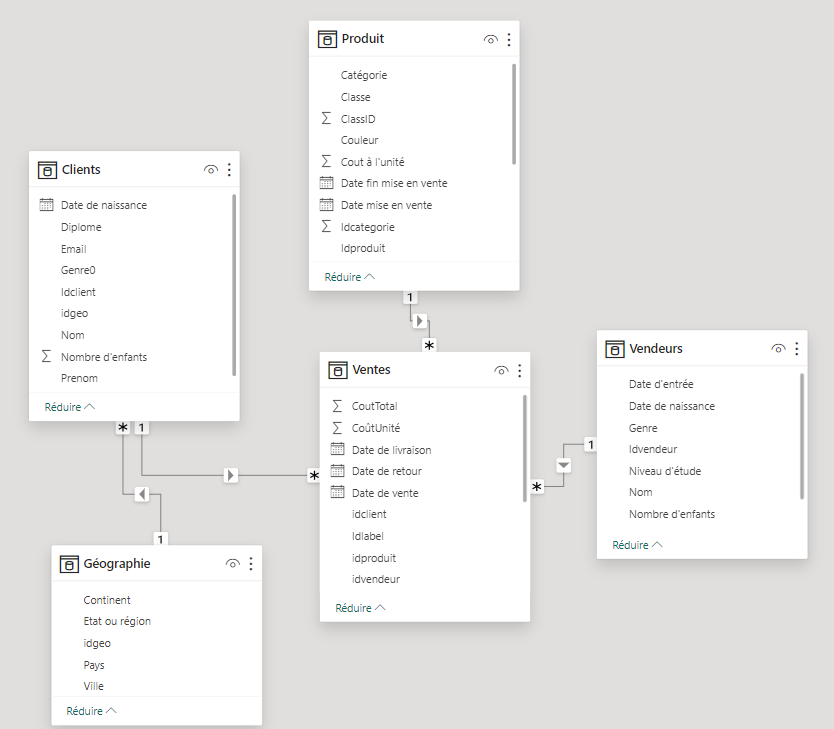 Produit
Catégorie
Classe
ClassID
Couleur
Cout à l'unité
Date fin mise en vente
Date mise en vente
Idcategorie
Idproduit
Réduire
1
*
Clients
Date de naissance
Diplome
Email
Genre0
Idclient
idgeo
Nom
Nombre d'enfants
Prenom
Réduire
* 1
*
1
Ventes
CoutTotal
CoûtUnité
Date de livraison
Date de retour
Date de vente
idclient
Idlabel
idproduit
idvendeur
Réduire
1
*
Vendeurs
Date d'entrée
Date de naissance
Genre
Idvendeur
Niveau d'étude
Nom
Nombre d'enfants
Réduire
Géographie
Continent
Etat ou région
idgeo
Pays
Ville
Réduire